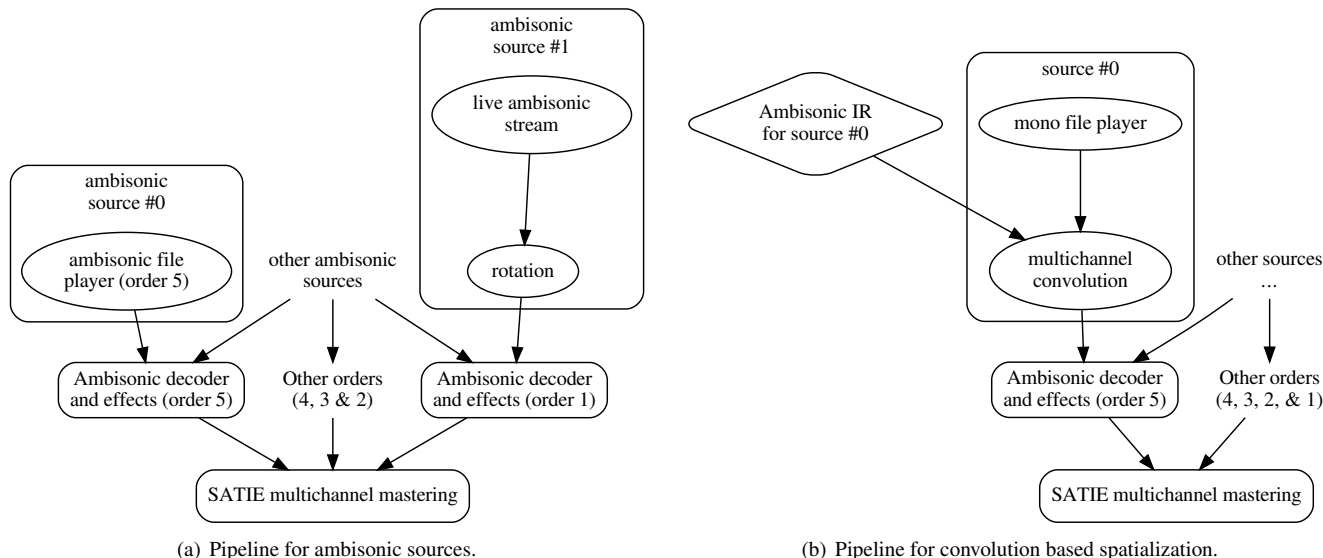 ambisonic
source #1
live ambisonic
stream
rotation
ambisonic
source #0
ambisonic file
player (order 5)
other ambisonic
sources
Ambisonic decoder
and effects (order 5)
Other orders
(4, 3 & 2)
Ambisonic decoder
and effects (order 1)
SATIE multichannel mastering
(a) Pipeline for ambisonic sources.
source #0
Ambisonic IR
for source #0
mono file player
multichannel
convolution
other sources
...
Ambisonic decoder
and effects (order 5)
Other orders
(4, 3, 2, & 1)
SATIE multichannel mastering
(b) Pipeline for convolution based spatialization.